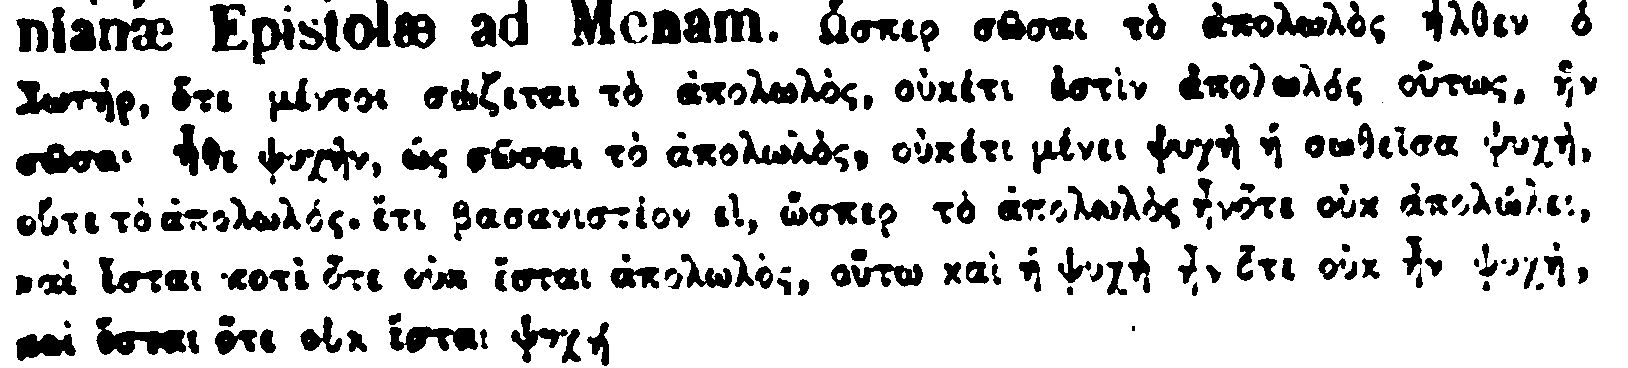 nianæ Epistolæ ad Menam. Ὥσπερ σῶσαι τὸ ἀπολωλὸς ἦλθεν ὁ
Σωτὴρ, ὅτε μέντοι σώζεται τὸ ἀπολωλὸς, οὐκέτι ἐστὶν ἀπολωλός οὕτως, ἣν
σῶσαι ἦλθε ψυχὴν, ὡς σῶσαι τὸ ἀπολωλὸς, οὐκέτι μένει ψυχὴ ἡ σωθεῖσα ψυχὴ,
οὔτε τὸ ἀπολωλός. ἔτι βασανιστέον εἰ, ὥσπερ τὸ ἀπολωλὸς ἦν ὅτε οὐκ ἀπολώλει,
καὶ ἔσται ποτὲ ὅτε οὐκ ἔσται ἀπολωλὸς, οὕτω καὶ ἡ ψυχὴ ἦν ὅτε οὐκ ἦν ψυχὴ,
καὶ ἔσται ὅτε οὐκ ἔσται ψυχή